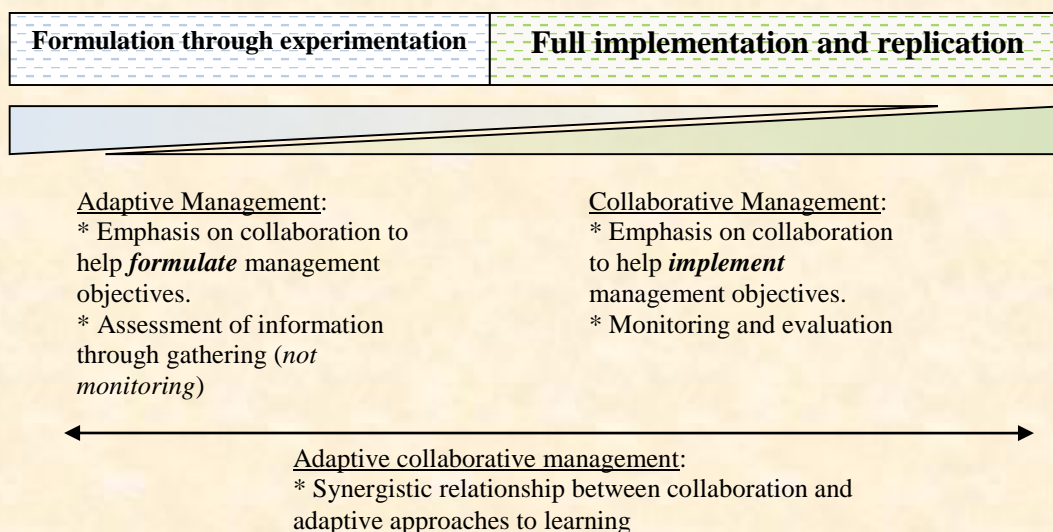 Formulation through experimentation
Full implementation and replication
Adaptive Management:
* Emphasis on collaboration to
help formulate management
objectives.
* Assessment of information
through gathering (not
monitoring)
Collaborative Management:
* Emphasis on collaboration
to help implement
management objectives.
* Monitoring and evaluation
Adaptive collaborative management:
* Synergistic relationship between collaboration and
adaptive approaches to learning